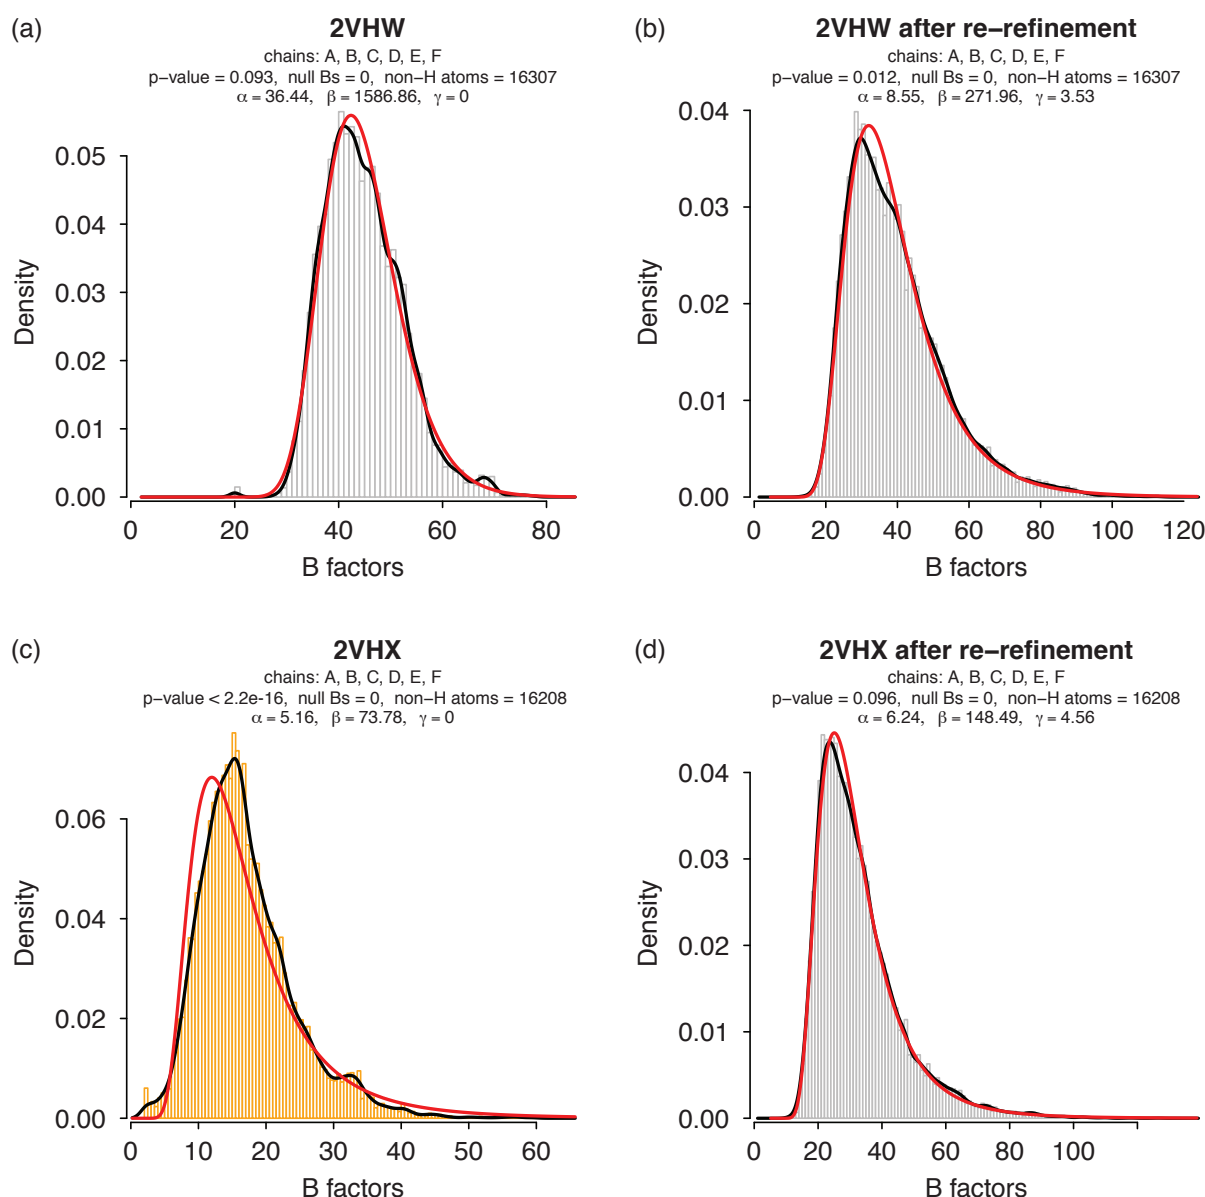 (a)
2VHW
chains: A, B, C, D, E, F
p-value = 0.093, null Bs = 0, non-H atoms = 16307
α = 36.44, β = 1586.86, γ = 0
Density
0.05
0.04
0.03
0.02
0.01
0.00
0 20 40 60 80
B factors
(b)
2VHW after re-refinement
chains: A, B, C, D, E, F
p-value = 0.012, null Bs = 0, non-H atoms = 16307
α = 8.55, β = 271.96, γ = 3.53
Density
0.04
0.03
0.02
0.01
0.00
0 20 40 60 80 100 120
B factors
(c)
2VHX
chains: A, B, C, D, E, F
p-value < 2.2e-16, null Bs = 0, non-H atoms = 16208
α = 5.16, β = 73.78, γ = 0
Density
0.06
0.04
0.02
0.00
0 10 20 30 40 50 60
B factors
(d)
2VHX after re-refinement
chains: A, B, C, D, E, F
p-value = 0.096, null Bs = 0, non-H atoms = 16208
α = 6.24, β = 148.49, γ = 4.56
Density
0.04
0.03
0.02
0.01
0.00
0 20 40 60 80 100
B factors